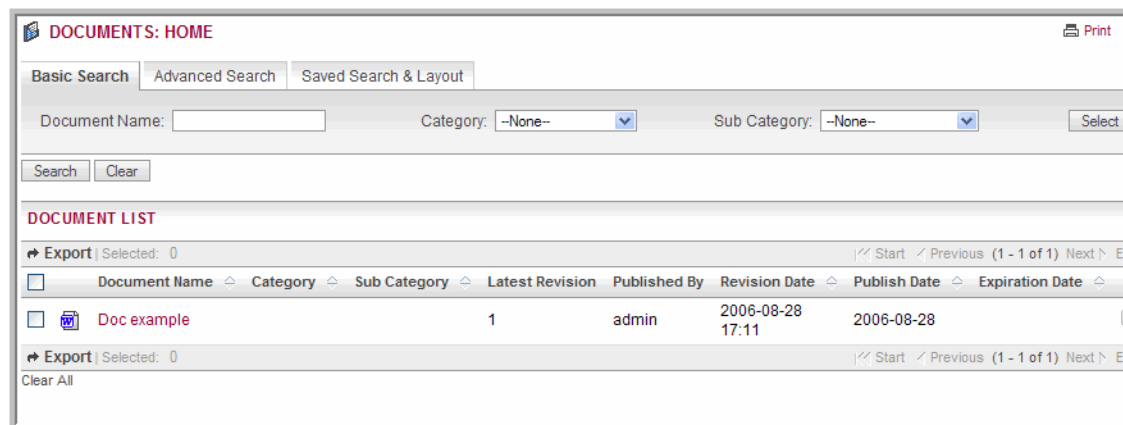 DOCUMENTS: HOME Print
Basic Search Advanced Search Saved Search & Layout
Document Name: Category: --None-- Sub Category: --None-- Select
Search Clear
DOCUMENT LIST
Export | Selected: 0 Start Previous (1 - 1 of 1) Next E
Document Name Category Sub Category Latest Revision Published By Revision Date Publish Date Expiration Date
Doc example 1 admin 2006-08-28 17:11 2006-08-28
Export | Selected: 0 Start Previous (1 - 1 of 1) Next E
Clear All